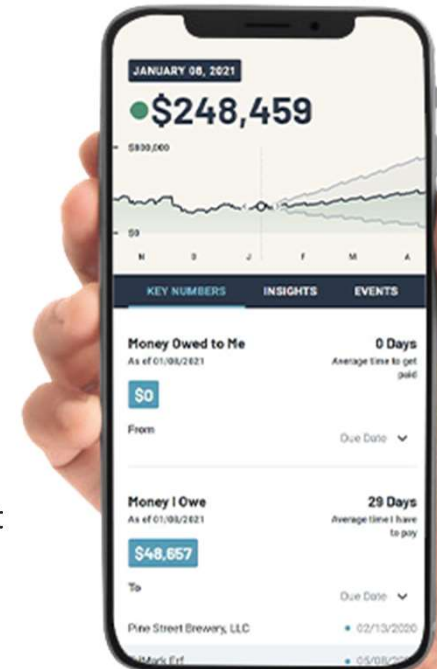 JANUARY 08, 2021
$248,459
$800,000
$0
N D J F M A
KEY NUMBERS INSIGHTS EVENTS
Money Owed to Me 0 Days
As of 01/08/2021 Average time to get
paid
$0
From
Due Date
Money I Owe 29 Days
As of 01/08/2021 Average time I have
to pay
$48,657
To
Due Date
Pine Street Brewery, LLC 02/13/2020
Mark Erf
t